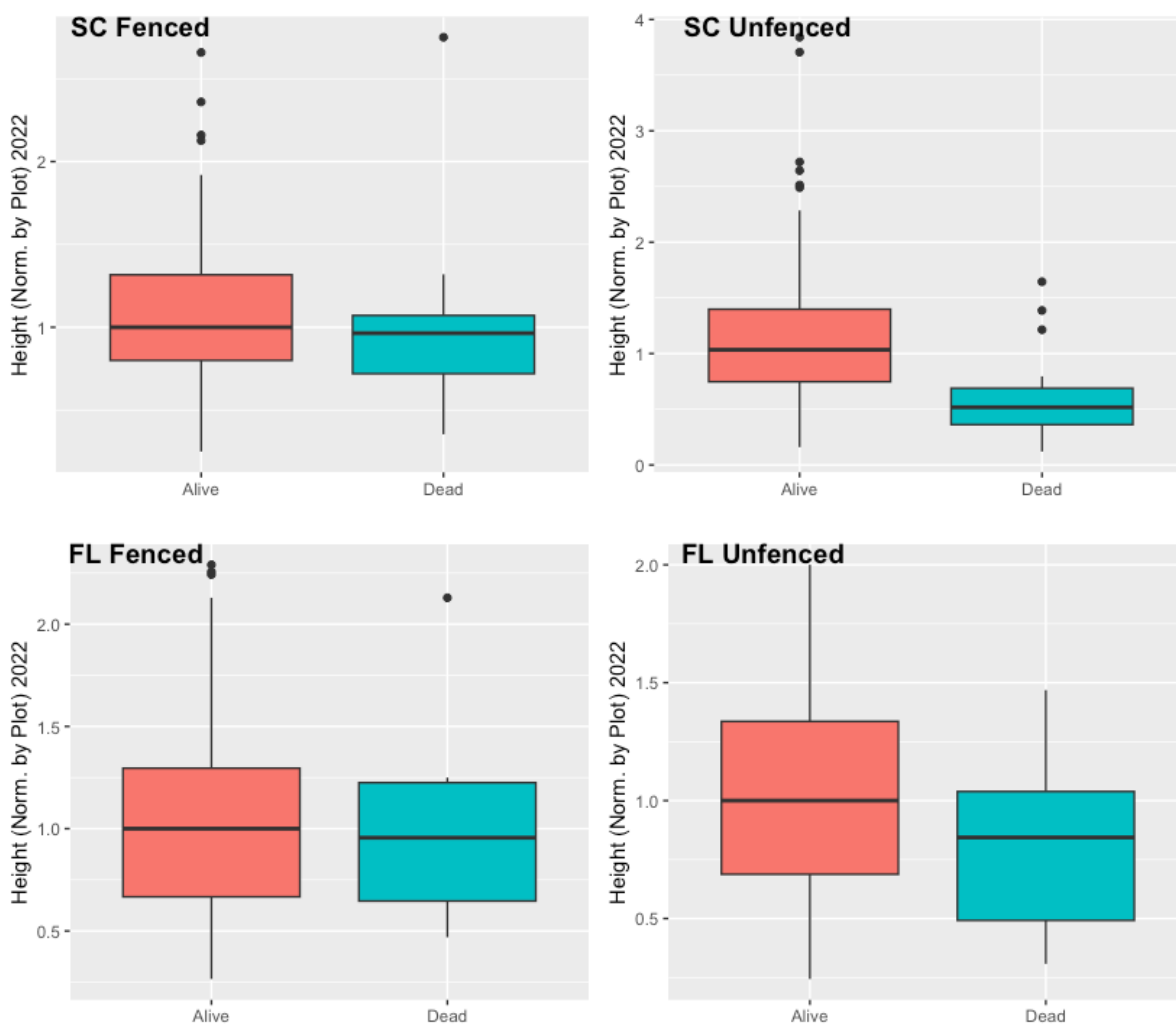 SC Fenced
Height (Norm. by Plot) 2022
2
1
Alive Dead
SC Unfenced
Height (Norm. by Plot) 2022
4
3
2
1
0
Alive Dead
FL Fenced
Height (Norm. by Plot) 2022
2.0
1.5
1.0
0.5
Alive Dead
FL Unfenced
Height (Norm. by Plot) 2022
2.0
1.5
1.0
0.5
Alive Dead